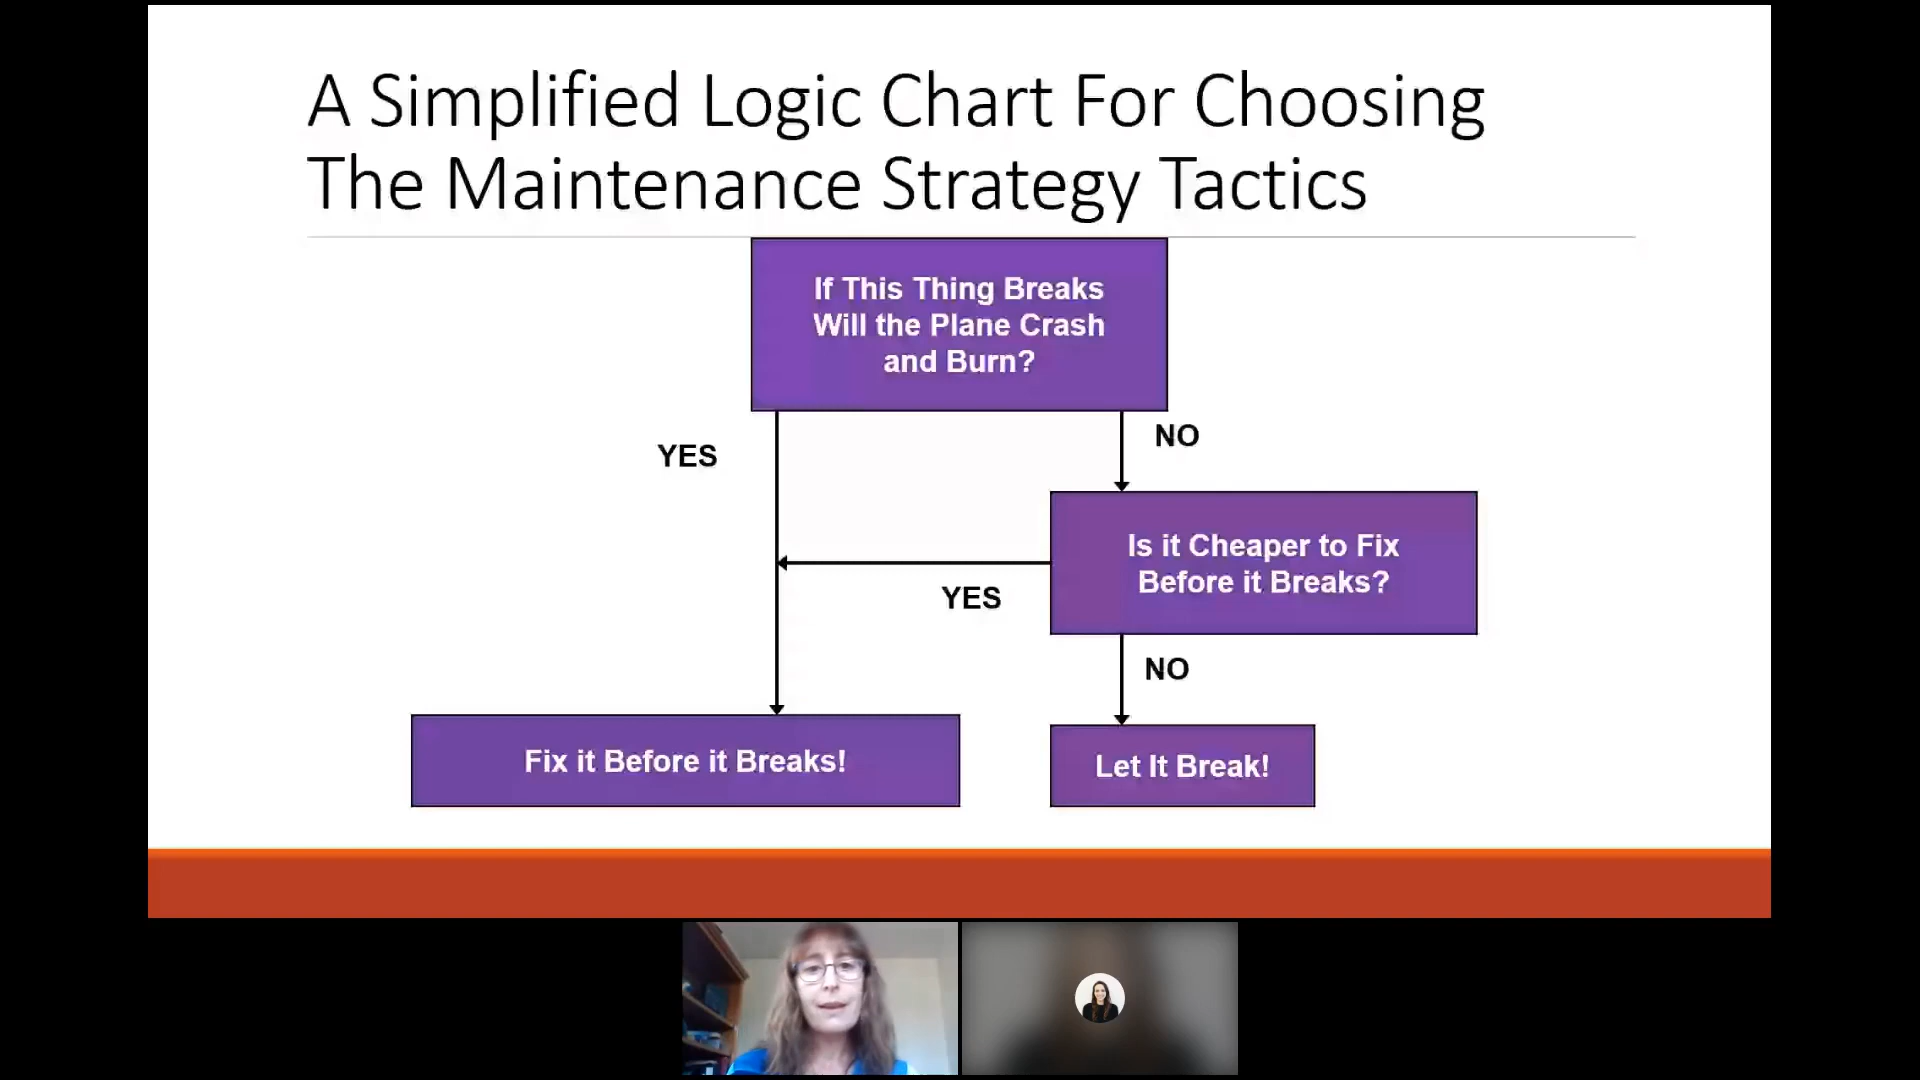 A Simplified Logic Chart For Choosing
The Maintenance Strategy Tactics
If This Thing Breaks
Will the Plane Crash
and Burn?
YES
NO
Is it Cheaper to Fix
Before it Breaks?
YES
NO
Fix it Before it Breaks!
Let It Break!